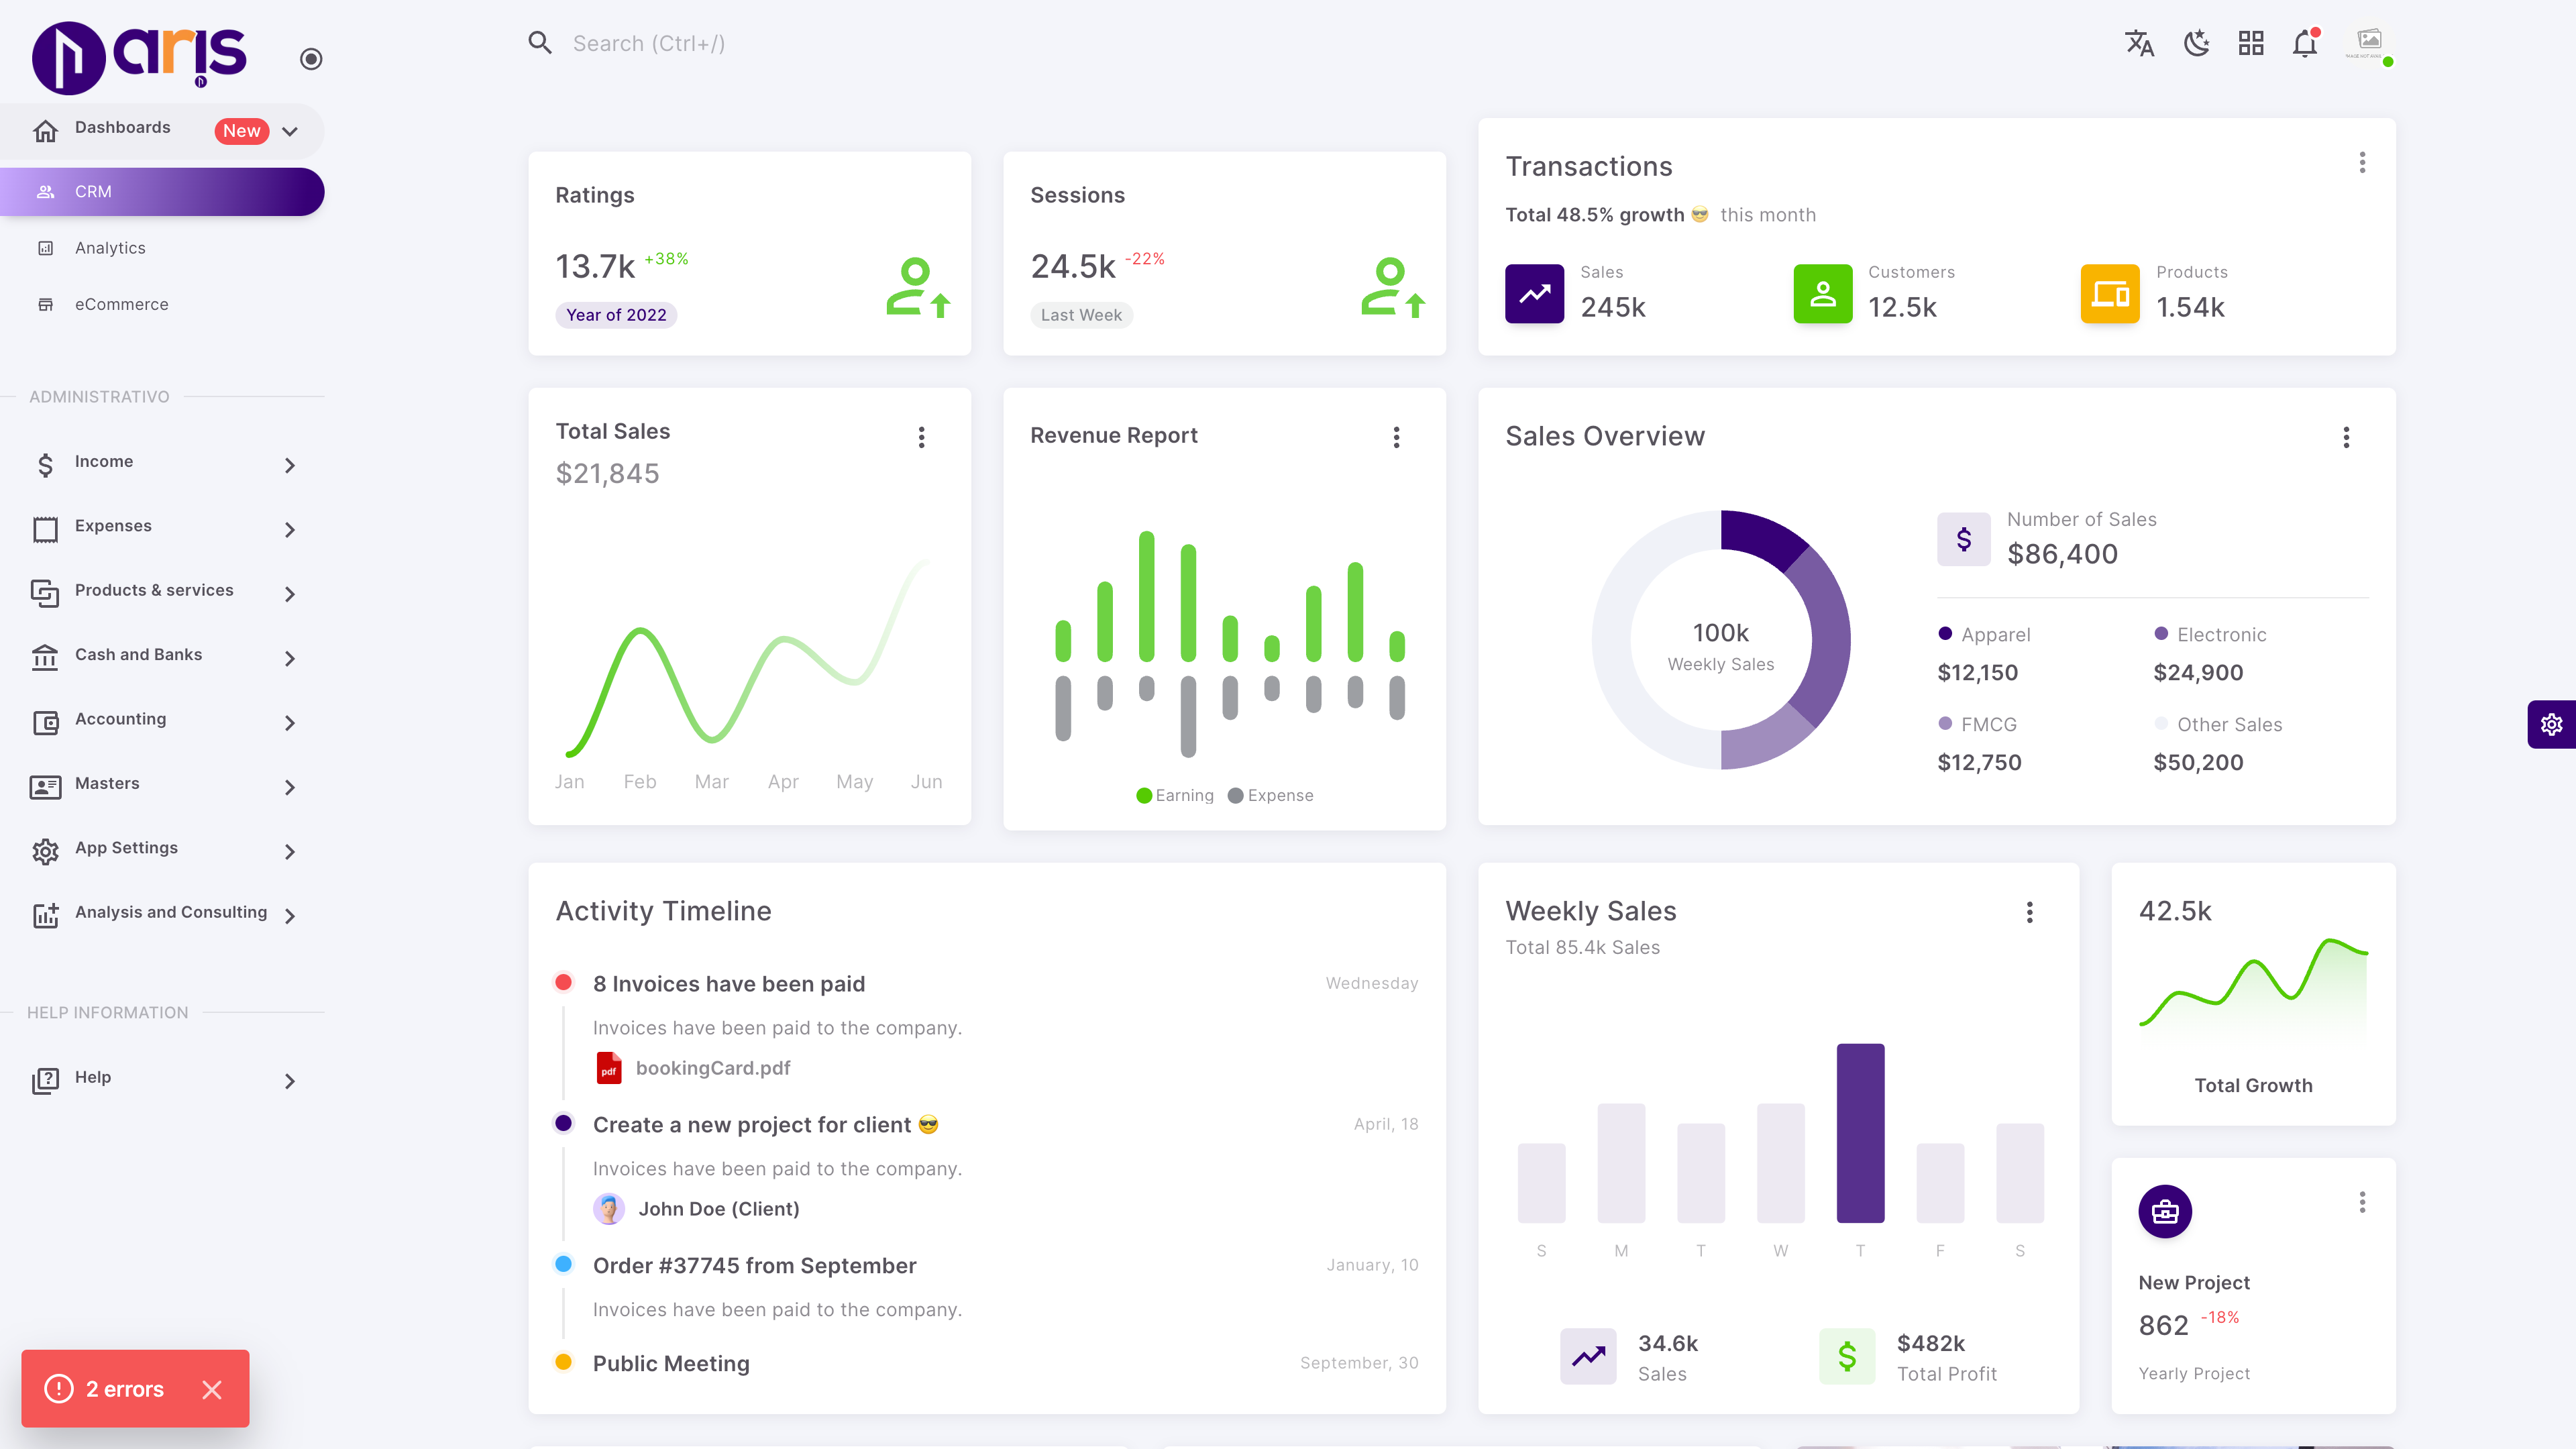 aris
Search (Ctrl+/)
Dashboards
New
CRM
Analytics
eCommerce
ADMINISTRATIVO
Income
Expenses
Products & services
Cash and Banks
Accounting
Masters
App Settings
Analysis and Consulting
HELP INFORMATION
Help
2 errors
Ratings
13.7k +38%
Year of 2022
Sessions
24.5k -22%
Last Week
Transactions
Total 48.5% growth 😎 this month
Sales
245k
Customers
12.5k
Products
1.54k
Total Sales
$21,845
Jan Feb Mar Apr May Jun
Revenue Report
Earning Expense
Sales Overview
100k
Weekly Sales
Number of Sales
$86,400
Apparel
$12,150
Electronic
$24,900
FMCG
$12,750
Other Sales
$50,200
Activity Timeline
8 Invoices have been paid
Wednesday
Invoices have been paid to the company.
pdf
bookingCard.pdf
Create a new project for client 😎
April, 18
Invoices have been paid to the company.
John Doe (Client)
Order #37745 from September
January, 10
Invoices have been paid to the company.
Public Meeting
September, 30
Weekly Sales
Total 85.4k Sales
S M T W T F S
34.6k
Sales
$482k
Total Profit
42.5k
Total Growth
New Project
862 -18%
Yearly Project